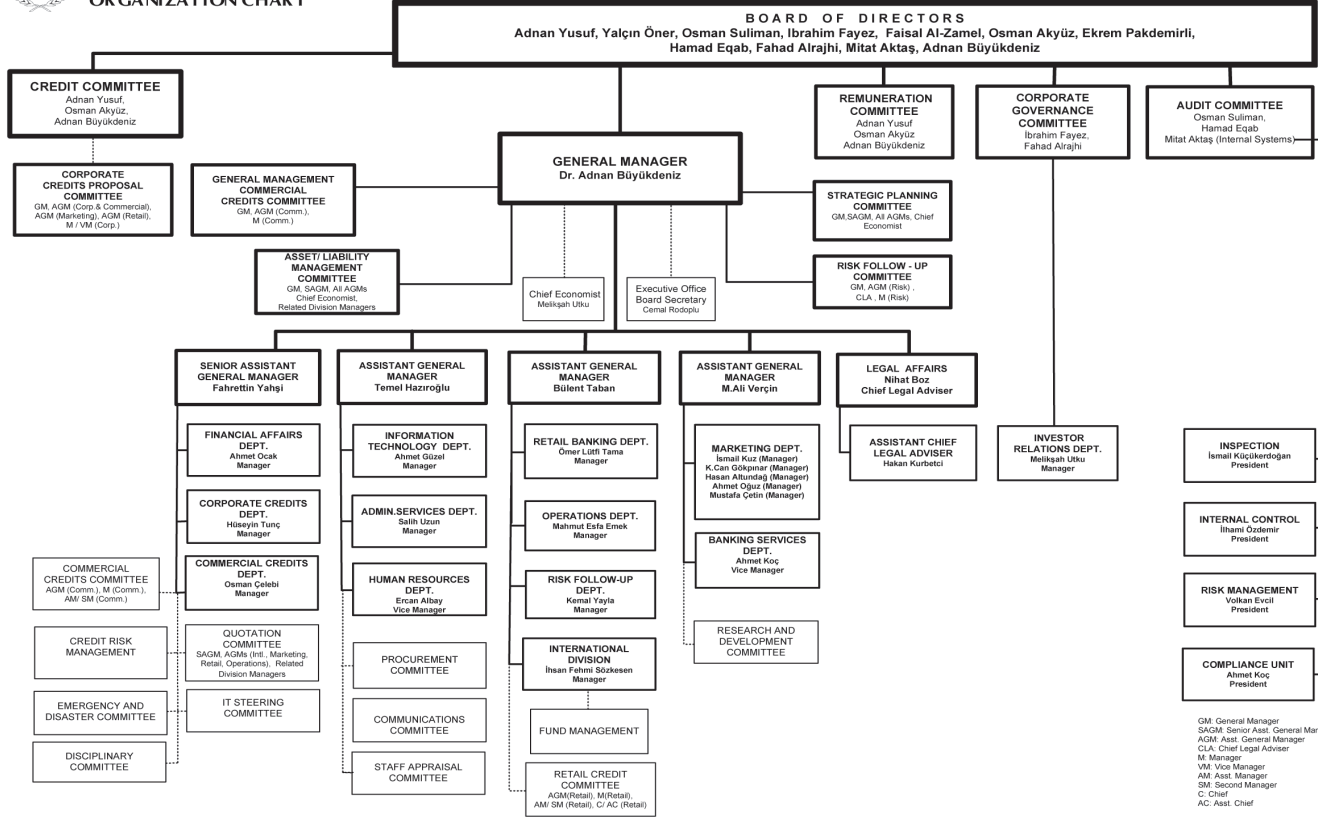 ORGANIZATION CHART
BOARD OF DIRECTORS
Adnan Yusuf, Yalçın Öner, Osman Suliman, Ibrahim Fayez, Faisal Al-Zamel, Osman Akyüz, Ekrem Pakdemirli,
Hamad Eqab, Fahad Alrajhi, Mitat Aktaş, Adnan Büyükdeniz
CREDIT COMMITTEE
Adnan Yusuf,
Osman Akyüz,
Adnan Büyükdeniz
REMUNERATION
COMMITTEE
Adnan Yusuf
Osman Akyüz
Adnan Büyükdeniz
CORPORATE
GOVERNANCE
COMMITTEE
İbrahim Fayez,
Fahad Alrajhi
AUDIT COMMITTEE
Osman Suliman,
Hamad Eqab
Mitat Aktaş (Internal Systems)
GENERAL MANAGER
Dr. Adnan Büyükdeniz
CORPORATE
CREDITS PROPOSAL
COMMITTEE
GM, AGM (Corp.& Commercial),
AGM (Marketing), AGM (Retail),
M / VM (Corp.)
GENERAL MANAGEMENT
COMMERCIAL
CREDITS COMMITTEE
GM, AGM (Comm.),
M (Comm.)
STRATEGIC PLANNING
COMMITTEE
GM,SAGM, All AGMs, Chief
Economist
ASSET/ LIABILITY
MANAGEMENT
COMMITTEE
GM, SAGM, All AGMs
Chief Economist,
Related Division Managers
Chief Economist
Melikşah Utku
Executive Office
Board Secretary
Cemal Rodoplu
RISK FOLLOW - UP
COMMITTEE
GM, AGM (Risk) ,
CLA , M (Risk)
SENIOR ASSISTANT
GENERAL MANAGER
Fahrettin Yahşi
ASSISTANT GENERAL
MANAGER
Temel Hazıroğlu
ASSISTANT GENERAL
MANAGER
Bülent Taban
ASSISTANT GENERAL
MANAGER
M.Ali Verçin
LEGAL AFFAIRS
Nihat Boz
Chief Legal Adviser
FINANCIAL AFFAIRS
DEPT.
Ahmet Ocak
Manager
INFORMATION
TECHNOLOGY DEPT.
Ahmet Güzel
Manager
RETAIL BANKING DEPT.
Ömer Lütfi Tama
Manager
MARKETING DEPT.
İsmail Kuz (Manager)
K.Can Gökpınar (Manager)
Hasan Altundağ (Manager)
Ahmet Oğuz (Manager)
Mustafa Çetin (Manager)
ASSISTANT CHIEF
LEGAL ADVISER
Hakan Kurbetci
INVESTOR
RELATIONS DEPT.
Melikşah Utku
Manager
INSPECTION
İsmail Küçükerdoğan
President
CORPORATE CREDITS
DEPT.
Hüseyin Tunç
Manager
ADMIN.SERVICES DEPT.
Salih Uzun
Manager
OPERATIONS DEPT.
Mahmut Esfa Emek
Manager
BANKING SERVICES
DEPT.
Ahmet Koç
Vice Manager
INTERNAL CONTROL
İlhami Özdemir
President
COMMERCIAL
CREDITS COMMITTEE
AGM (Comm.), M (Comm.),
AM/ SM (Comm.)
COMMERCIAL CREDITS
DEPT.
Osman Çelebi
Manager
HUMAN RESOURCES
DEPT.
Ercan Albay
Vice Manager
RISK FOLLOW-UP
DEPT.
Kemal Yayla
Manager
RISK MANAGEMENT
Volkan Evcil
President
CREDIT RISK
MANAGEMENT
QUOTATION
COMMITTEE
SAGM, AGMs (Intl., Marketing,
Retail, Operations), Related
Division Managers
PROCUREMENT
COMMITTEE
INTERNATIONAL
DIVISION
İhsan Fehmi Sözkesen
Manager
RESEARCH AND
DEVELOPMENT
COMMITTEE
COMPLIANCE UNIT
Ahmet Koç
President
EMERGENCY AND
DISASTER COMMITTEE
IT STEERING
COMMITTEE
COMMUNICATIONS
COMMITTEE
FUND MANAGEMENT
DISCIPLINARY
COMMITTEE
STAFF APPRAISAL
COMMITTEE
RETAIL CREDIT
COMMITTEE
AGM(Retail), M(Retail),
AM/ SM (Retail), C/ AC (Retail)
GM: General Manager
SAGM: Senior Asst. General Mar
AGM: Asst. General Manager
CLA: Chief Legal Adviser
M: Manager
VM: Vice Manager
AM: Asst. Manager
SM: Second Manager
C: Chief
AC: Asst. Chief